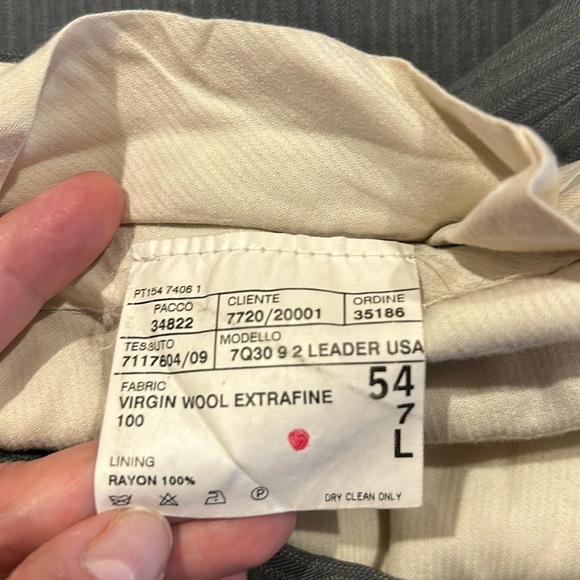 PT154 7406 1
PACCO CLIENTE ORDINE
34822 7720/20001 35186
TESSUTO MODELLO
7117604/09 7Q30 9 2 LEADER USA
FABRIC 54
VIRGIN WOOL EXTRAFINE 7
100 L
LINING
RAYON 100%
P DRY CLEAN ONLY